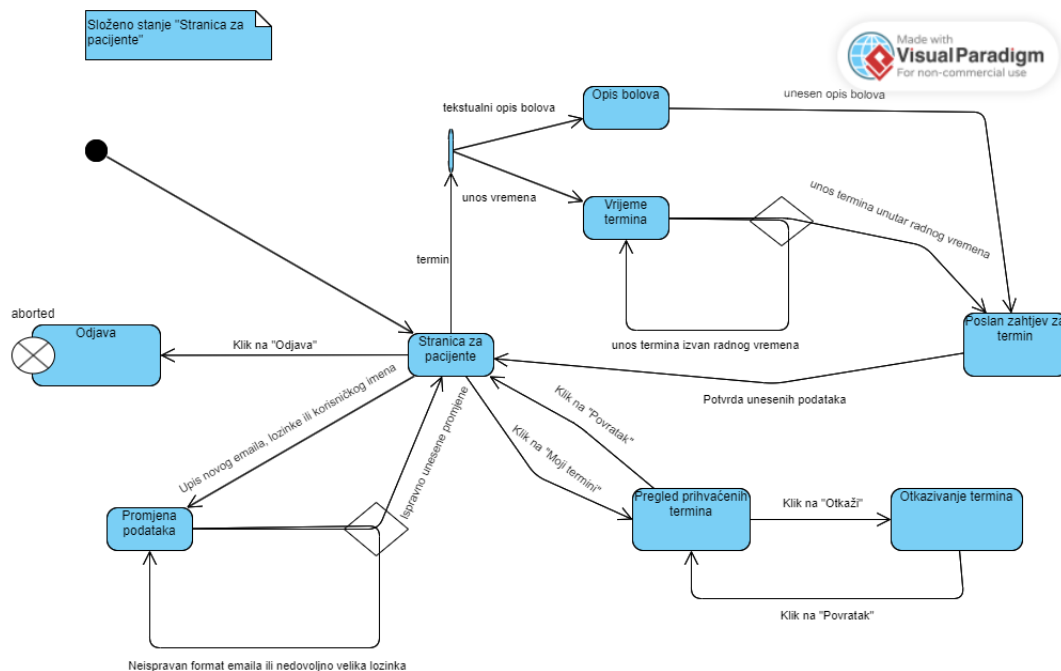 Složeno stanje "Stranica za
pacijente"
Made with
VisualParadigm
For non-commercial use
Opis bolova
unesen opis bolova
tekstualni opis bolova
unos vremena
Vrijeme
termina
unos termina unutar radnog vremena
termin
unos termina izvan radnog vremena
aborted
Odjava
Klik na "Odjava"
Stranica za
pacijente
Poslan zahtjev za
termin
Potvrda unesenih podataka
Upis novog emaila, lozinke ili korisničkog imena
Ispravno unesene promjene
Klik na "Povratak"
Klik na "Moji termini"
Promjena
podataka
Pregled prihvaćenih
termina
Klik na "Otkaži"
Otkazivanje termina
Klik na "Povratak"
Neispravan format emaila ili nedovoljno velika lozinka